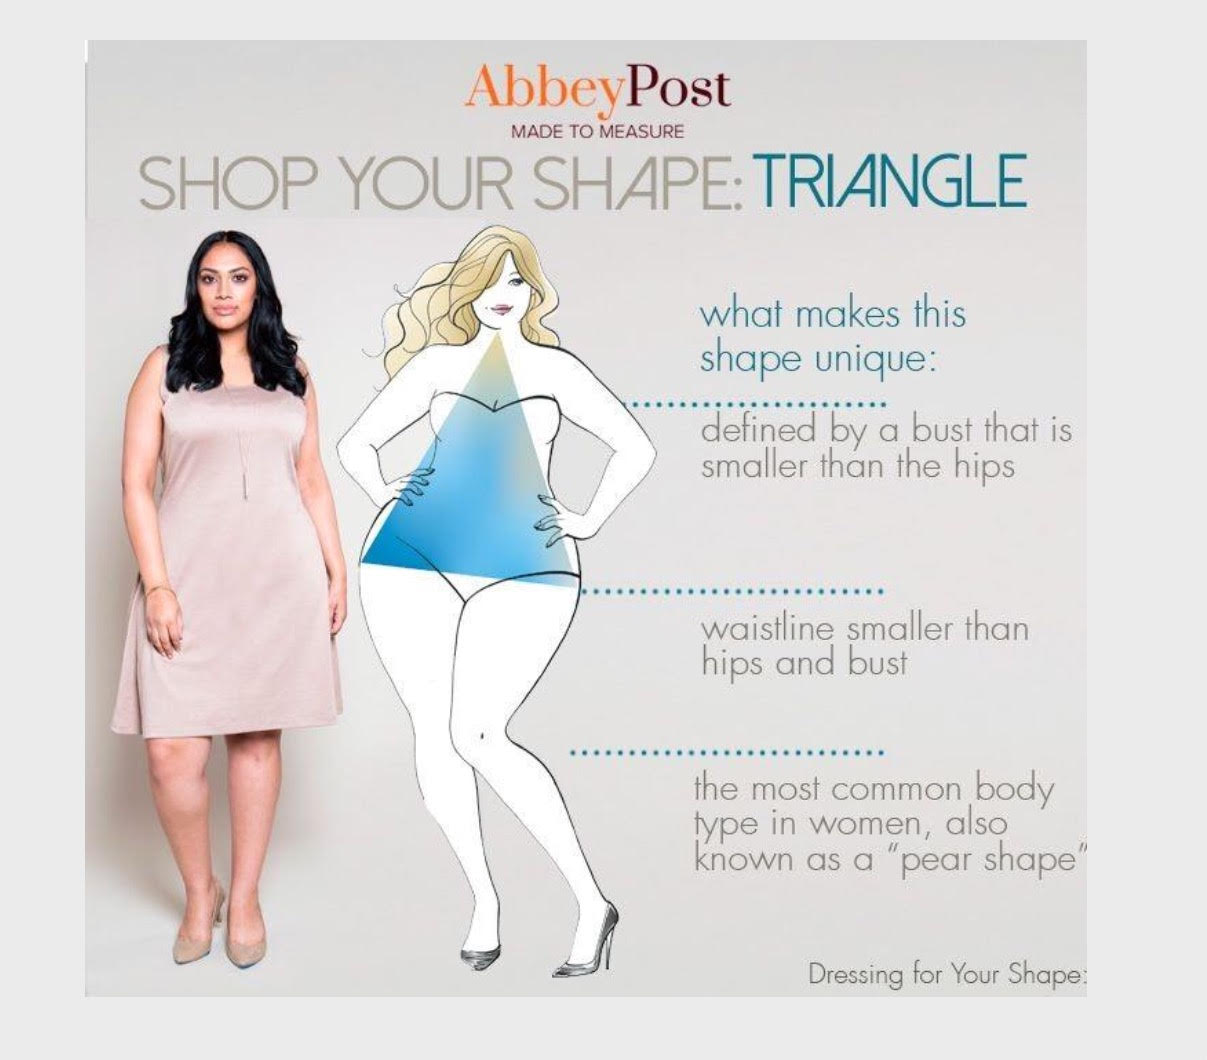 AbbeyPost
MADE TO MEASURE
SHOP YOUR SHAPE: TRIANGLE
what makes this
shape unique:
defined by a bust that is
smaller than the hips
waistline smaller than
hips and bust
the most common body
type in women, also
known as a “pear shape”
Dressing for Your Shape: